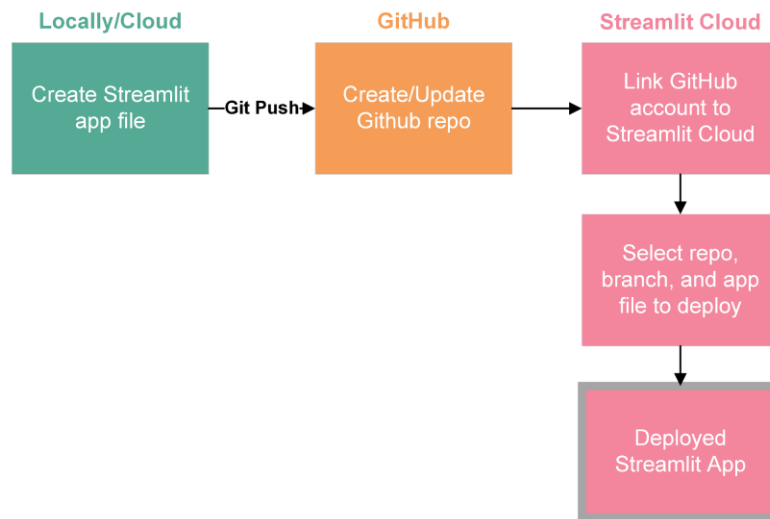 Locally/Cloud
GitHub
Streamlit Cloud
Create Streamlit
app file
Git Push
Create/Update
Github repo
Link GitHub
account to
Streamlit Cloud
Select repo,
branch, and app
file to deploy
Deployed
Streamlit App